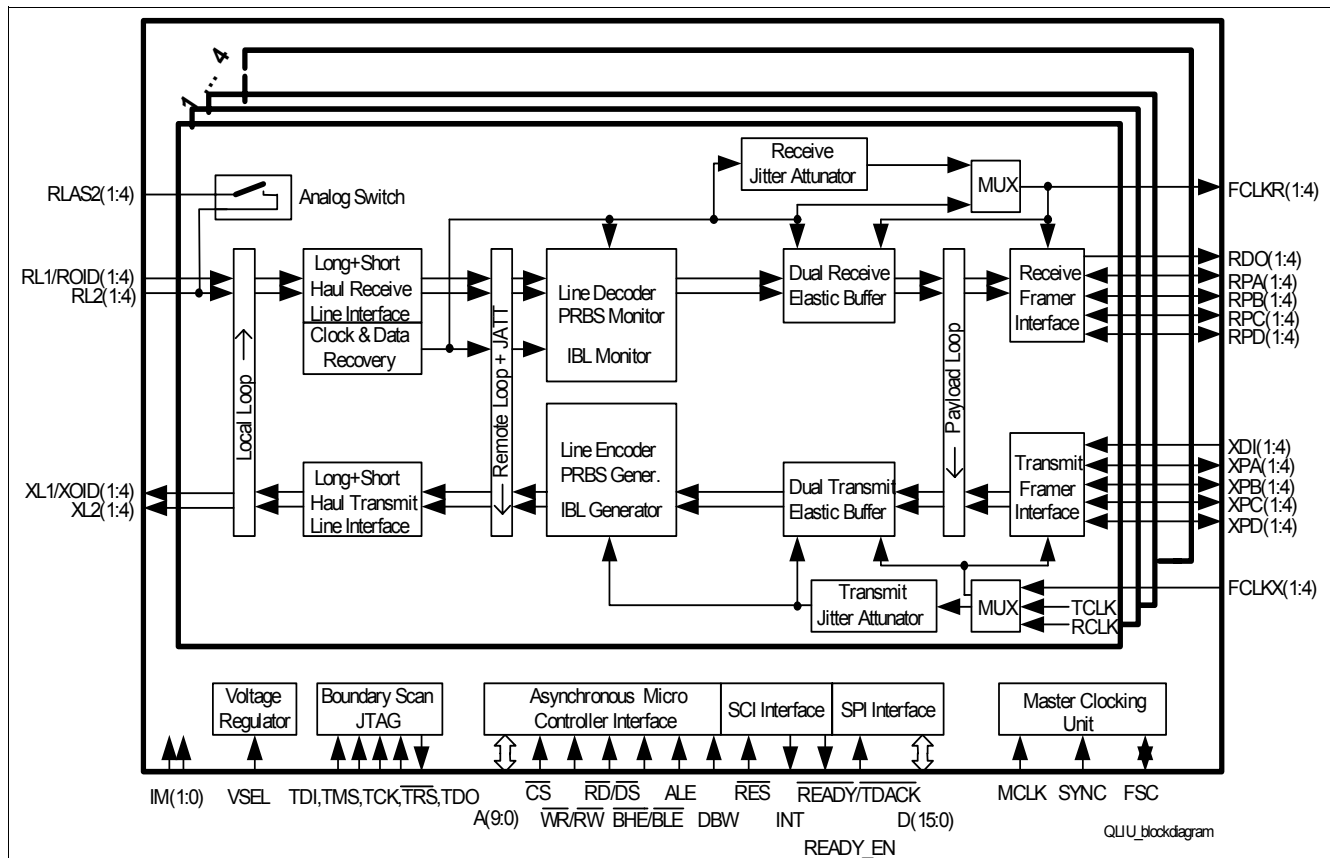 1 .... 4
Receive
Jitter Attunator
MUX
RLAS2(1:4)
Analog Switch
FCLKR(1:4)
RL1/ROID(1:4)
RL2(1:4)
Local Loop
Long+Short
Haul Receive
Line Interface
Clock & Data
Recovery
Remote Loop + JATT
Line Decoder
PRBS Monitor
IBL Monitor
Dual Receive
Elastic Buffer
Payload Loop
Receive
Framer
Interface
RDO(1:4)
RPA(1:4)
RPB(1:4)
RPC(1:4)
RPD(1:4)
XL1/XOID(1:4)
XL2(1:4)
Long+Short
Haul Transmit
Line Interface
Line Encoder
PRBS Gener.
IBL Generator
Dual Transmit
Elastic Buffer
Transmit
Framer
Interface
XDI(1:4)
XPA(1:4)
XPB(1:4)
XPC(1:4)
XPD(1:4)
Transmit
Jitter Attunator
MUX
TCLK
RCLK
FCLKX(1:4)
Voltage
Regulator
Boundary Scan
JTAG
Asynchronous Micro
Controller Interface
SCI Interface
SPI Interface
Master Clocking
Unit
IM(1:0)
VSEL
TDI,TMS,TCK,TRS,TDO
A(9:0)
CS
WR/RW
RD/DS
BHE/BLE
ALE
DBW
RES
INT
READY/TDACK
READY_EN
D(15:0)
MCLK
SYNC
FSC
QLIU_blockdiagram